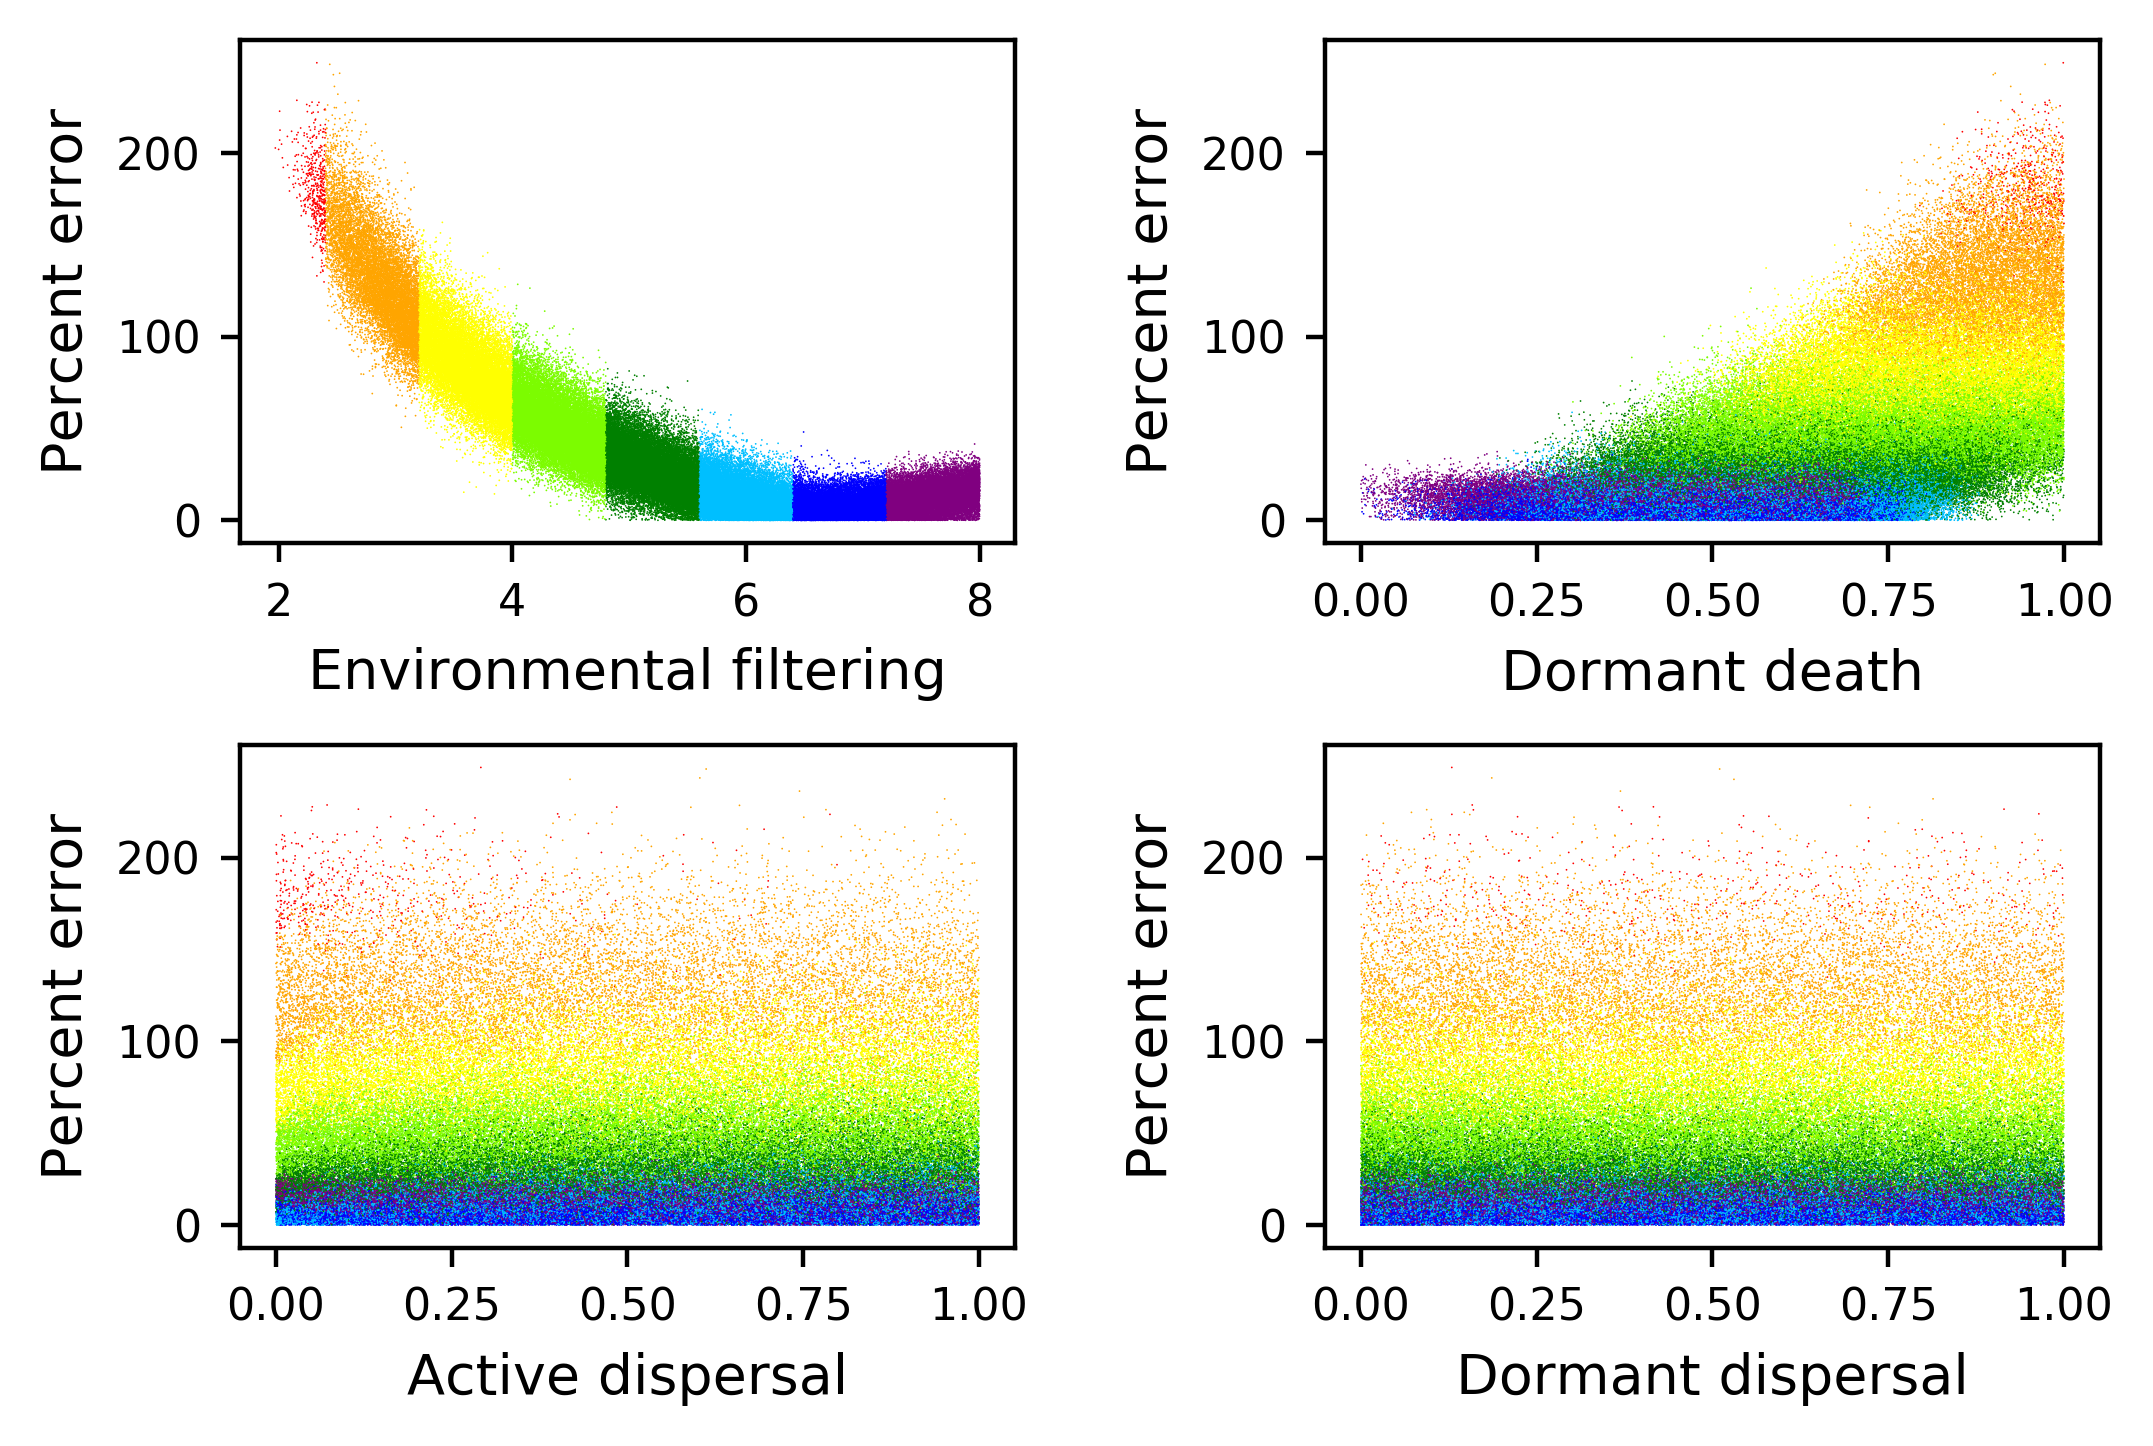 Percent error
200
100
0
2 4 6 8
Environmental filtering
Percent error
200
100
0
0.00 0.25 0.50 0.75 1.00
Dormant death
Percent error
200
100
0
0.00 0.25 0.50 0.75 1.00
Active dispersal
Percent error
200
100
0
0.00 0.25 0.50 0.75 1.00
Dormant dispersal